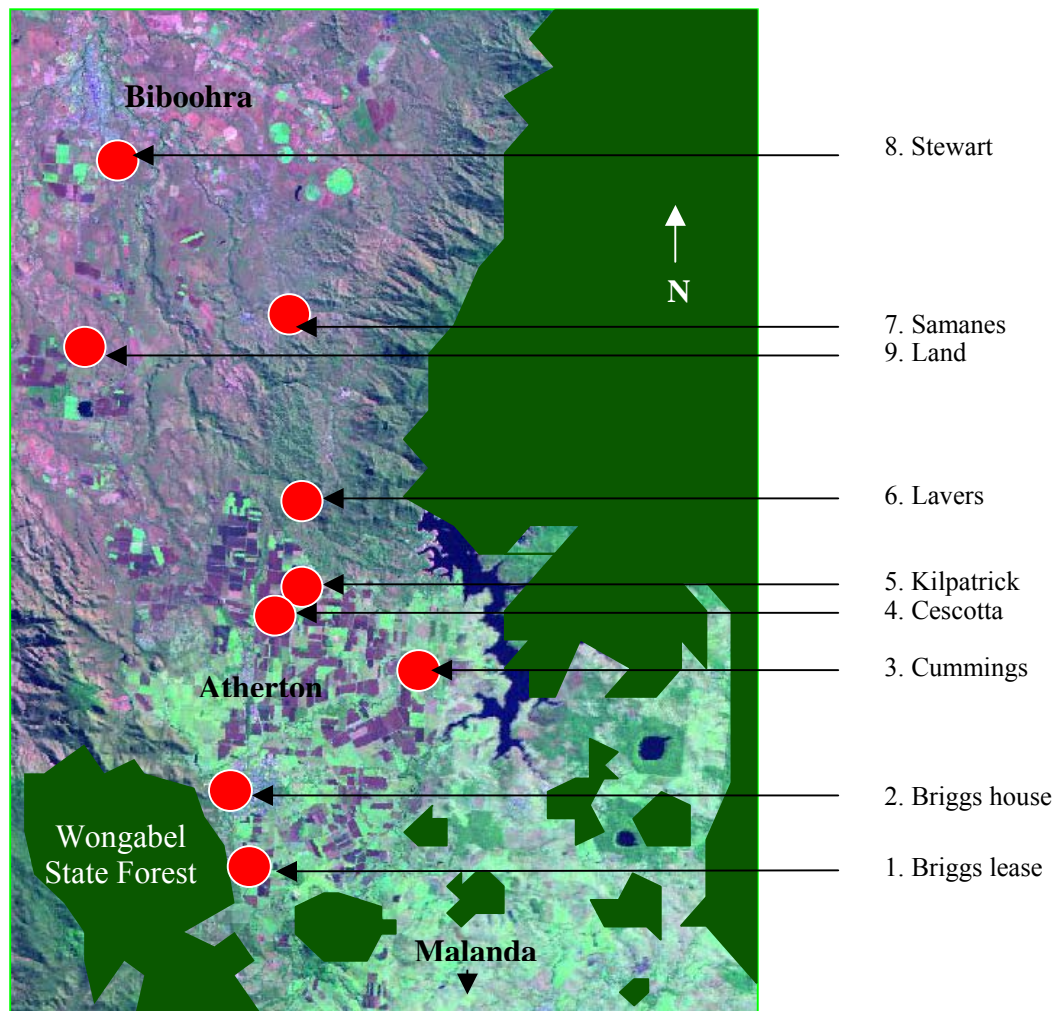 Biboohra
8. Stewart
N
7. Samanes
9. Land
6. Lavers
5. Kilpatrick
4. Cescotta
3. Cummings
Atherton
2. Briggs house
Wongabel
State Forest
1. Briggs lease
Malanda